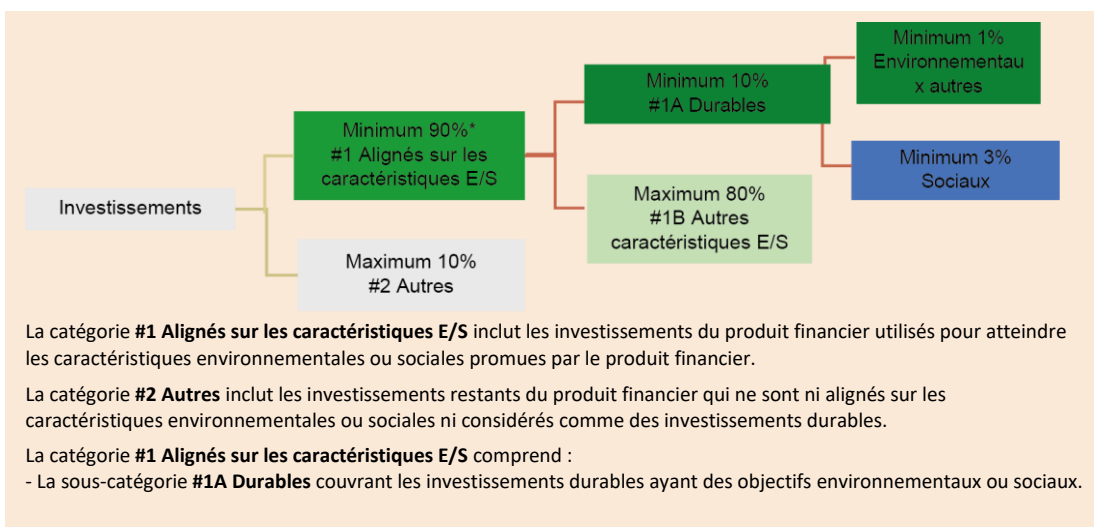 Minimum 1%
Environnementau
x autres
Minimum 10%
#1A Durables
Minimum 90%*
#1 Alignés sur les
caractéristiques E/S
Minimum 3%
Sociaux
Investissements
Maximum 80%
#1B Autres
caractéristiques E/S
Maximum 10%
#2 Autres
La catégorie #1 Alignés sur les caractéristiques E/S inclut les investissements du produit financier utilisés pour atteindre
les caractéristiques environnementales ou sociales promues par le produit financier.
La catégorie #2 Autres inclut les investissements restants du produit financier qui ne sont ni alignés sur les
caractéristiques environnementales ou sociales ni considérés comme des investissements durables.
La catégorie #1 Alignés sur les caractéristiques E/S comprend :
- La sous-catégorie #1A Durables couvrant les investissements durables ayant des objectifs environnementaux ou sociaux.